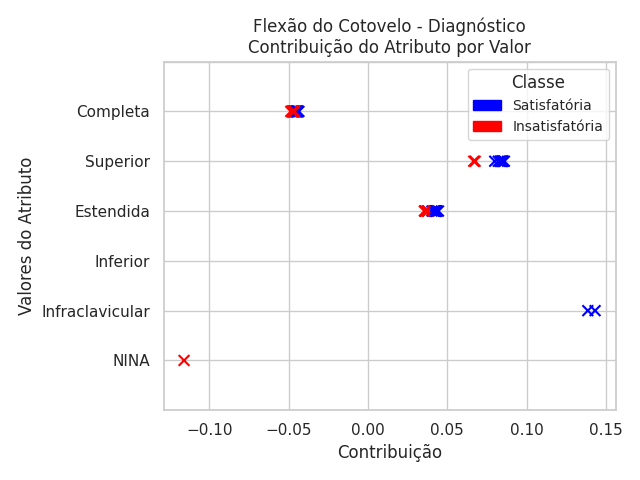 Flexão do Cotovelo - Diagnóstico
Contribuição do Atributo por Valor
Classe
Satisfatória
Insatisfatória
Valores do Atributo
Completa
Superior
Estendida
Inferior
Infraclavicular
NINA
−0.10 −0.05 0.00 0.05 0.10 0.15
Contribuição